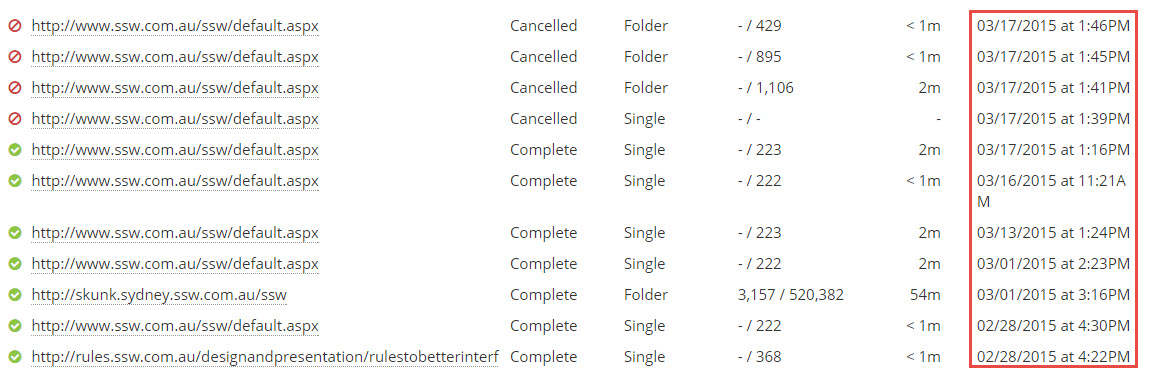 http://www.ssw.com.au/ssw/default.aspx Cancelled Folder - / 429 < 1m 03/17/2015 at 1:46PM
http://www.ssw.com.au/ssw/default.aspx Cancelled Folder - / 895 < 1m 03/17/2015 at 1:45PM
http://www.ssw.com.au/ssw/default.aspx Cancelled Folder - / 1,106 2m 03/17/2015 at 1:41PM
http://www.ssw.com.au/ssw/default.aspx Cancelled Single - / - - 03/17/2015 at 1:39PM
http://www.ssw.com.au/ssw/default.aspx Complete Single - / 223 2m 03/17/2015 at 1:16PM
http://www.ssw.com.au/ssw/default.aspx Complete Single - / 222 < 1m 03/16/2015 at 11:21A
M
http://www.ssw.com.au/ssw/default.aspx Complete Single - / 223 2m 03/13/2015 at 1:24PM
http://www.ssw.com.au/ssw/default.aspx Complete Single - / 222 2m 03/01/2015 at 2:23PM
http://skunk.sydney.ssw.com.au/ssw Complete Folder 3,157 / 520,382 54m 03/01/2015 at 3:16PM
http://www.ssw.com.au/ssw/default.aspx Complete Single - / 222 < 1m 02/28/2015 at 4:30PM
http://rules.ssw.com.au/designandpresentation/rulestobetterinterf Complete Single - / 368 < 1m 02/28/2015 at 4:22PM